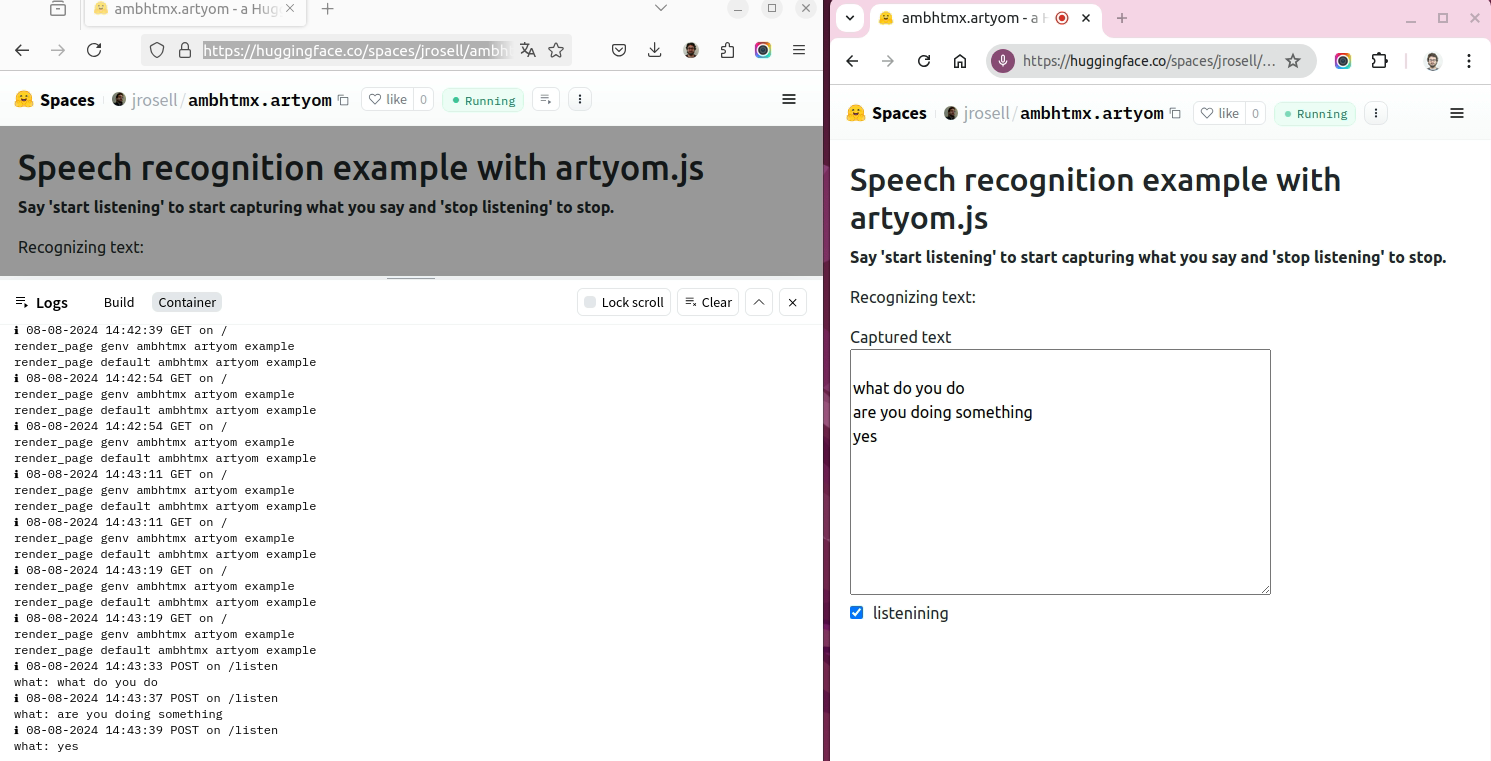 ambhtmx.artyom - a Hug
https://huggingface.co/spaces/jrosell/ambh
Spaces jrosell/ambhtmx.artyom like 0 Running
Speech recognition example with artyom.js
Say 'start listening' to start capturing what you say and 'stop listening' to stop.
Recognizing text:
Logs Build Container Lock scroll Clear
ℹ 08-08-2024 14:42:39 GET on /
render_page genv ambhtmx artyom example
render_page default ambhtmx artyom example
ℹ 08-08-2024 14:42:54 GET on /
render_page genv ambhtmx artyom example
render_page default ambhtmx artyom example
ℹ 08-08-2024 14:42:54 GET on /
render_page genv ambhtmx artyom example
render_page default ambhtmx artyom example
ℹ 08-08-2024 14:43:11 GET on /
render_page genv ambhtmx artyom example
render_page default ambhtmx artyom example
ℹ 08-08-2024 14:43:11 GET on /
render_page genv ambhtmx artyom example
render_page default ambhtmx artyom example
ℹ 08-08-2024 14:43:19 GET on /
render_page genv ambhtmx artyom example
render_page default ambhtmx artyom example
ℹ 08-08-2024 14:43:19 GET on /
render_page genv ambhtmx artyom example
render_page default ambhtmx artyom example
ℹ 08-08-2024 14:43:33 POST on /listen
what: what do you do
ℹ 08-08-2024 14:43:37 POST on /listen
what: are you doing something
ℹ 08-08-2024 14:43:39 POST on /listen
what: yes
ambhtmx.artyom - a H
https://huggingface.co/spaces/jrosell/...
Spaces jrosell/ambhtmx.artyom like 0 Running
Speech recognition example with
artyom.js
Say 'start listening' to start capturing what you say and 'stop listening' to stop.
Recognizing text:
Captured text
what do you do
are you doing something
yes
listenining